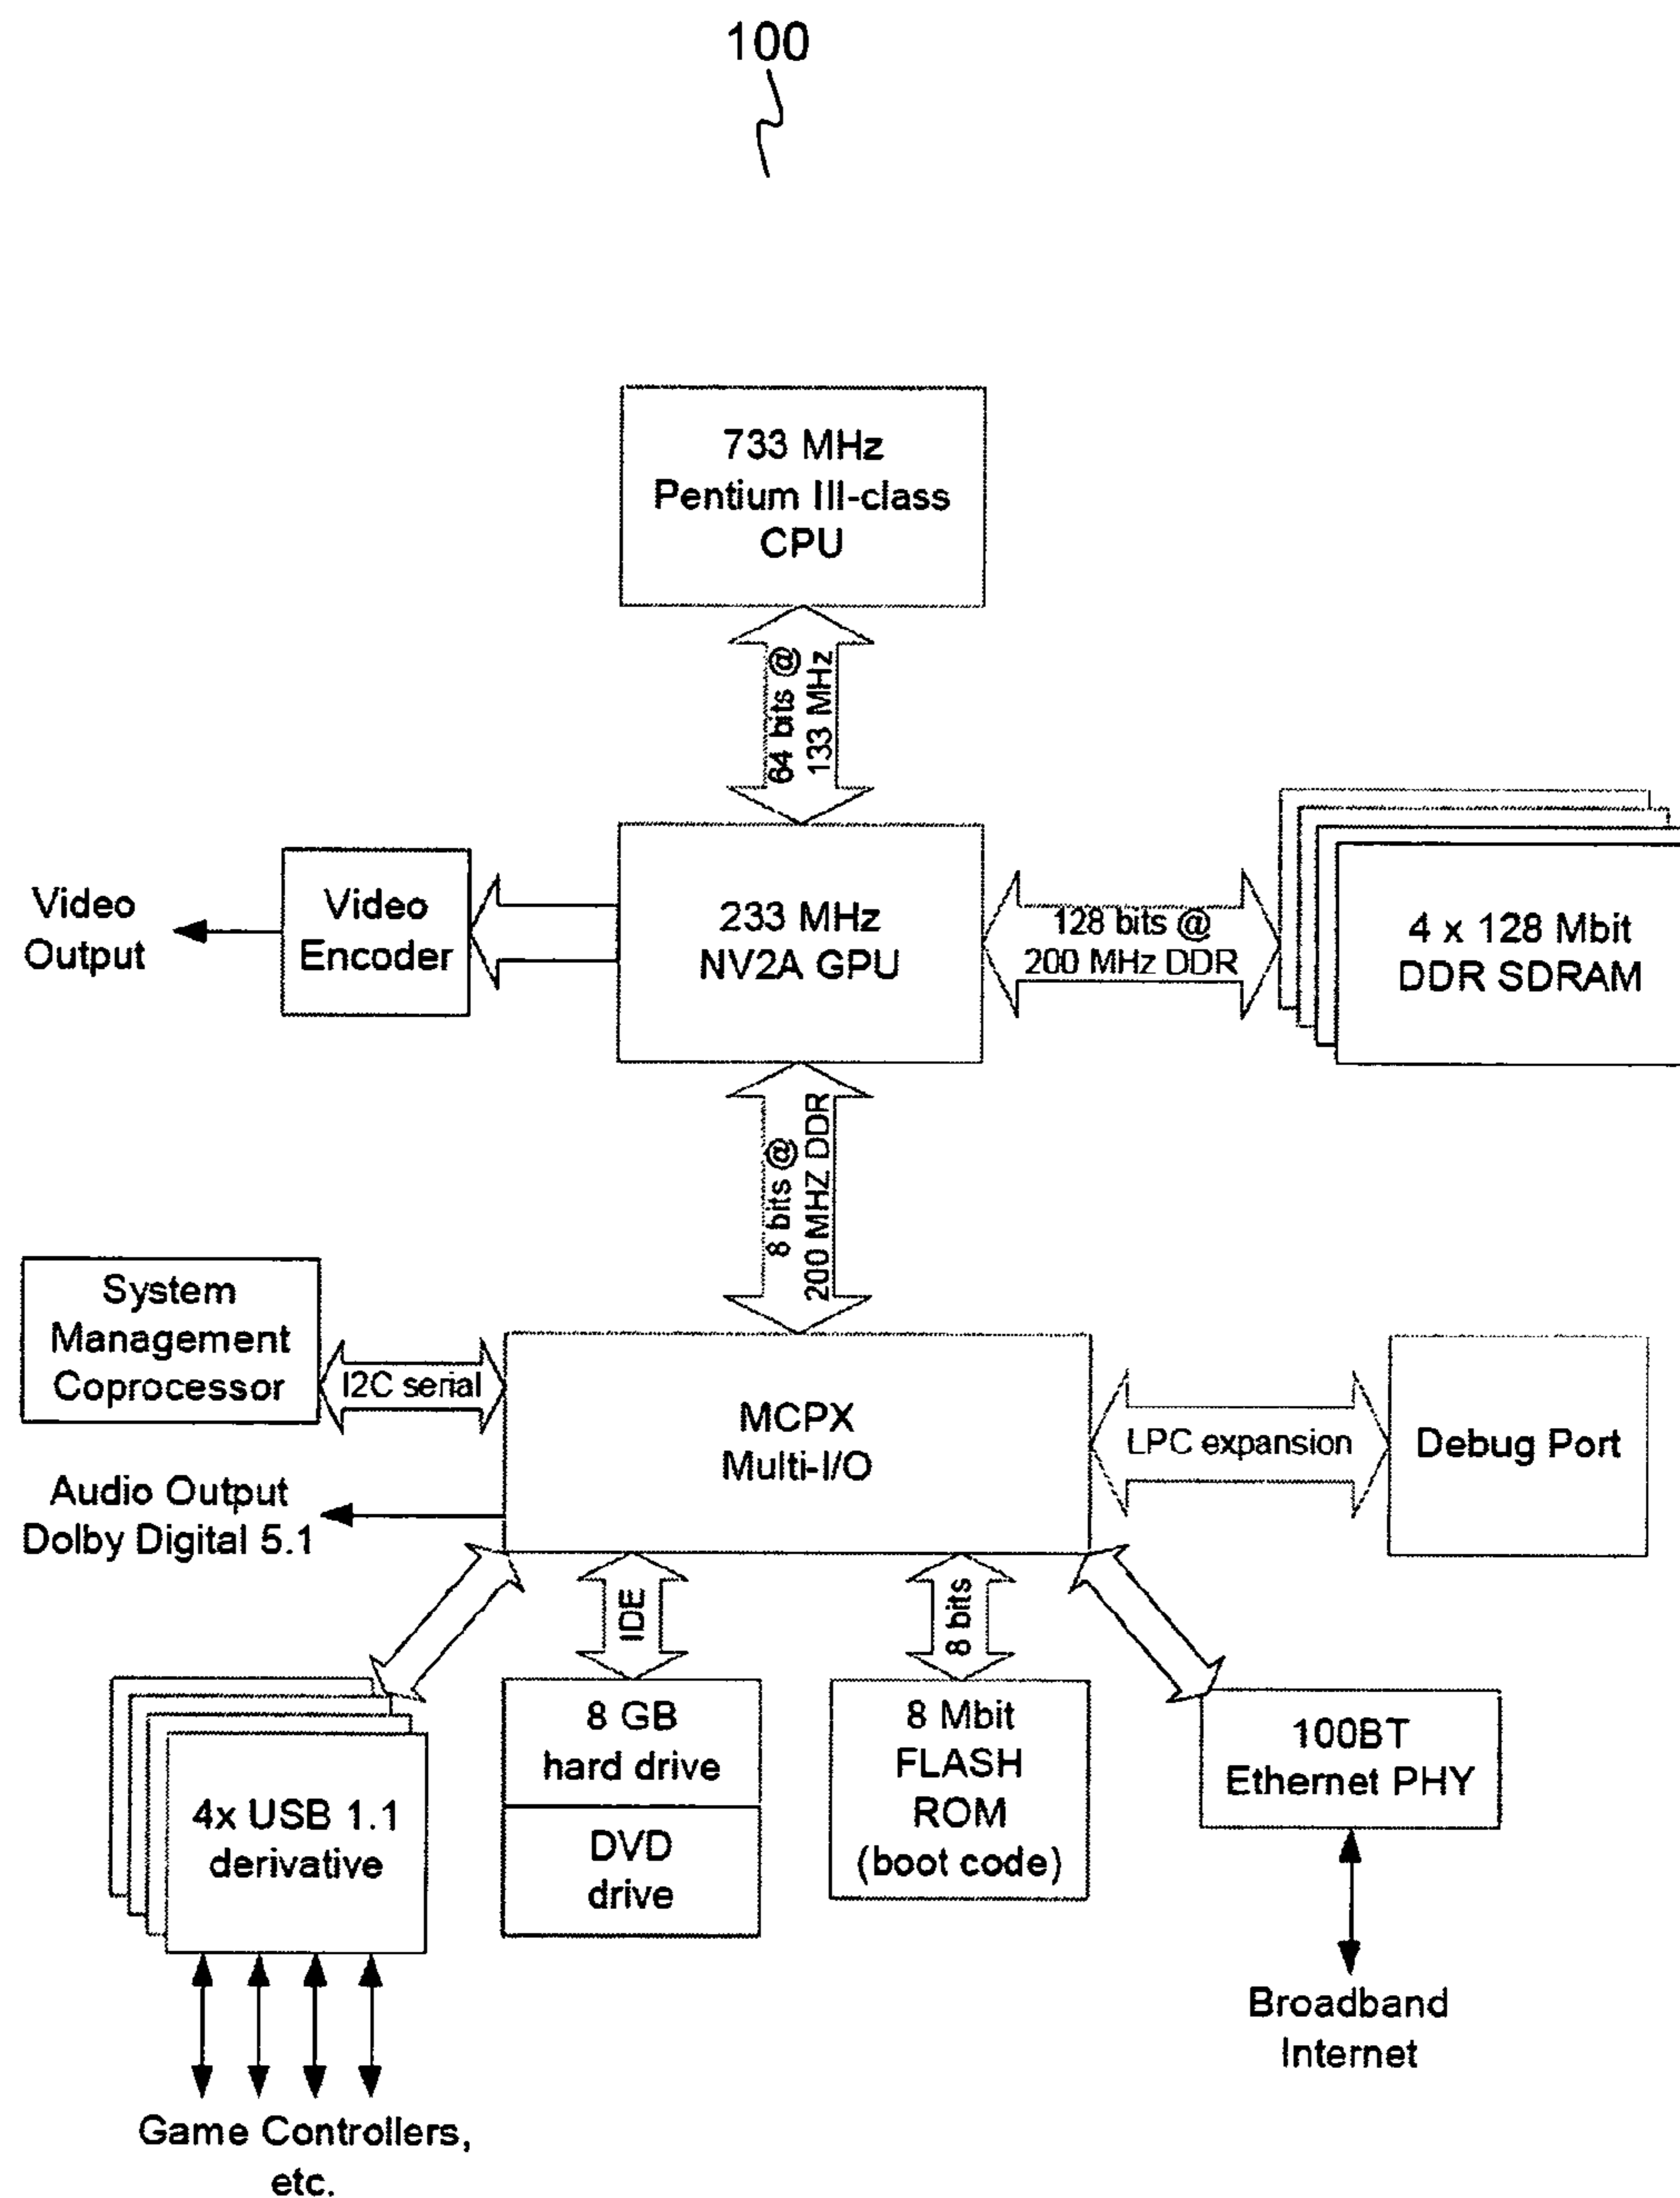 100
733 MHz
Pentium III-class
CPU
64 bits @
133 MHz
Video
Output
Video
Encoder
233 MHz
NV2A GPU
128 bits @
200 MHz DDR
4 x 128 Mbit
DDR SDRAM
8 bits @
200 MHZ DDR
System
Management
Coprocessor
I2C serial
MCPX
Multi-I/O
LPC expansion
Debug Port
Audio Output
Dolby Digital 5.1
IDE
8 bits
4x USB 1.1
derivative
8 GB
hard drive
DVD
drive
8 Mbit
FLASH
ROM
(boot code)
100BT
Ethernet PHY
Game Controllers,
etc.
Broadband
Internet